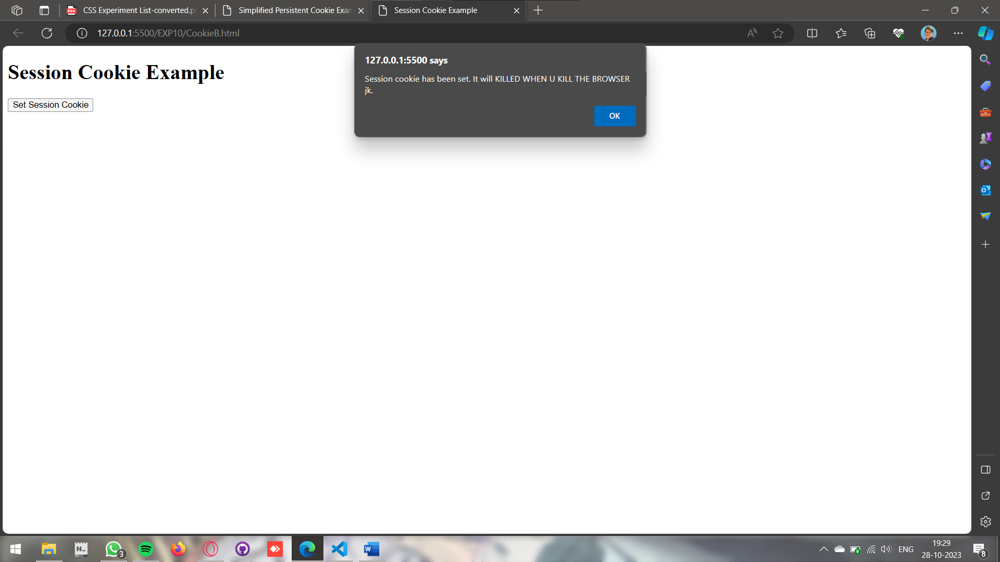 CSS Experiment List-converted.p
Simplified Persistent Cookie Exam
Session Cookie Example
127.0.0.1:5500/EXP10/CookieB.html
127.0.0.1:5500 says
Session cookie has been set. It will KILLED WHEN U KILL THE BROWSER
jk.
OK
Session Cookie Example
Set Session Cookie
3
ENG
19:29
28-10-2023
8